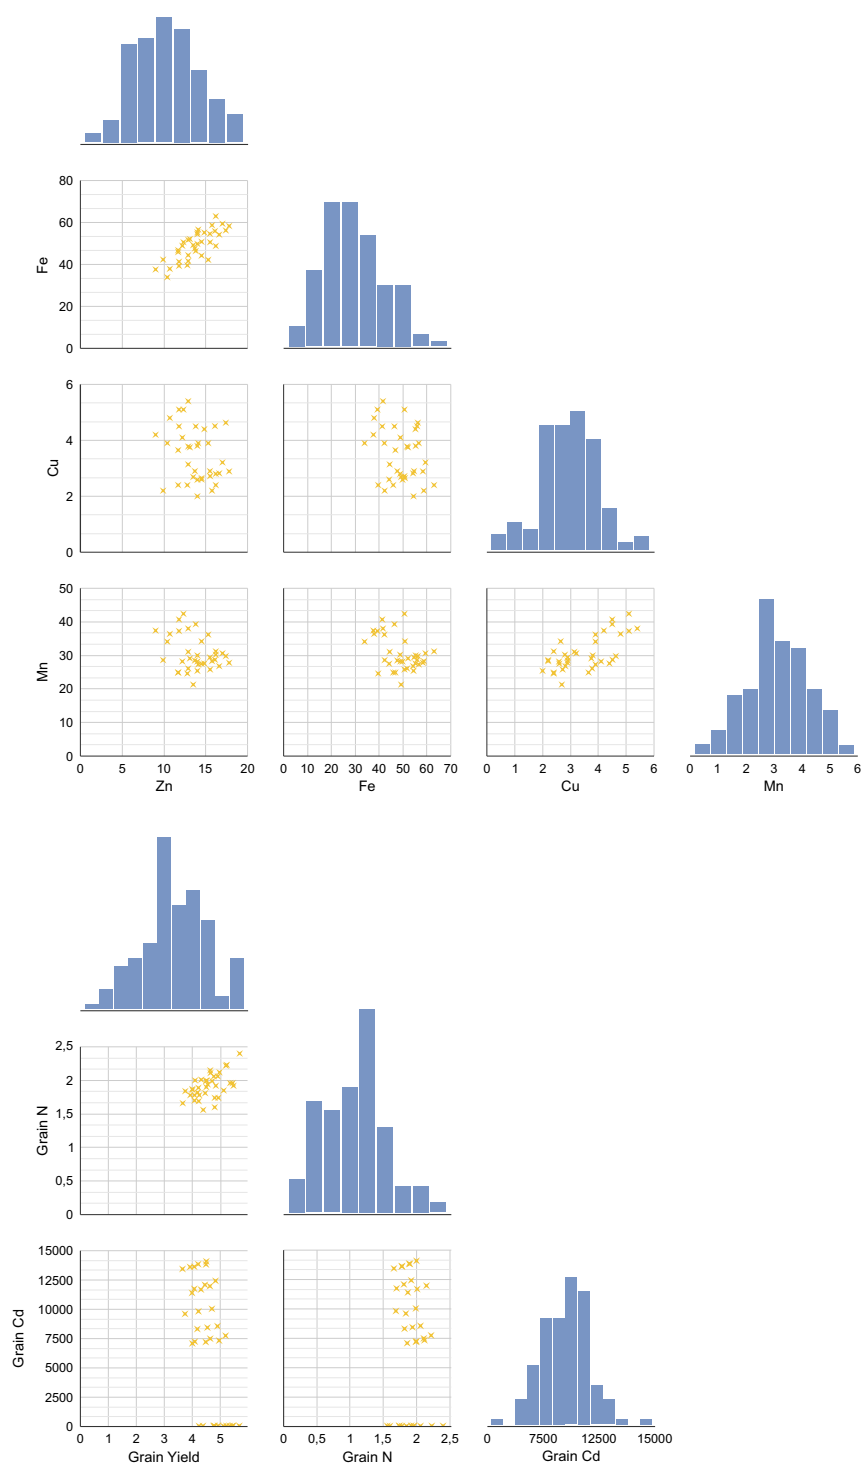 80
60
40
20
0
Fe
6
4
2
0
Cu
50
40
30
20
10
0
Mn
0 5 10 15 20
0 10 20 30 40 50 60 70
0 1 2 3 4 5 6
0 1 2 3 4 5 6
Zn
Fe
Cu
Mn
2,5
2
1,5
1
0,5
0
Grain N
15000
12500
10000
7500
5000
2500
0
Grain Cd
0 1 2 3 4 5
0 0,5 1 1,5 2 2,5
0 7500 12500 15000
Grain Yield
Grain N
Grain Cd